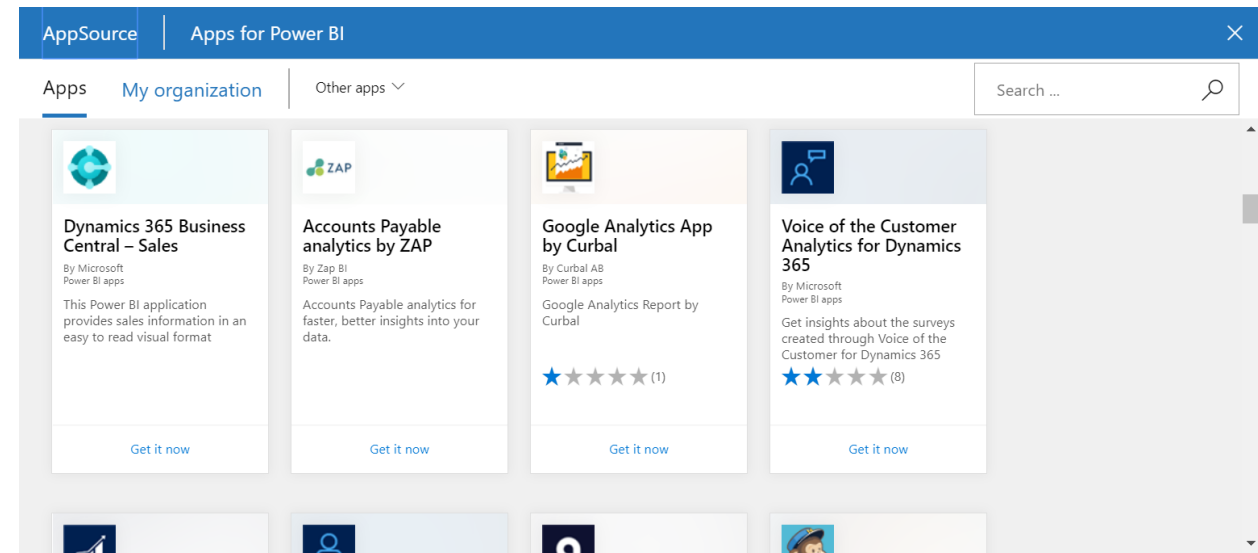 AppSource
Apps for Power BI
Apps
My organization
Other apps
Search ...
ZAP
Dynamics 365 Business
Central – Sales
By Microsoft
Power BI apps
This Power BI application
provides sales information in an
easy to read visual format
Get it now
Accounts Payable
analytics by ZAP
By Zap BI
Power BI apps
Accounts Payable analytics for
faster, better insights into your
data.
Get it now
Google Analytics App
by Curbal
By Curbal AB
Power BI apps
Google Analytics Report by
Curbal
(1)
Get it now
Voice of the Customer
Analytics for Dynamics
365
By Microsoft
Power BI apps
Get insights about the surveys
created through Voice of the
Customer for Dynamics 365
(8)
Get it now